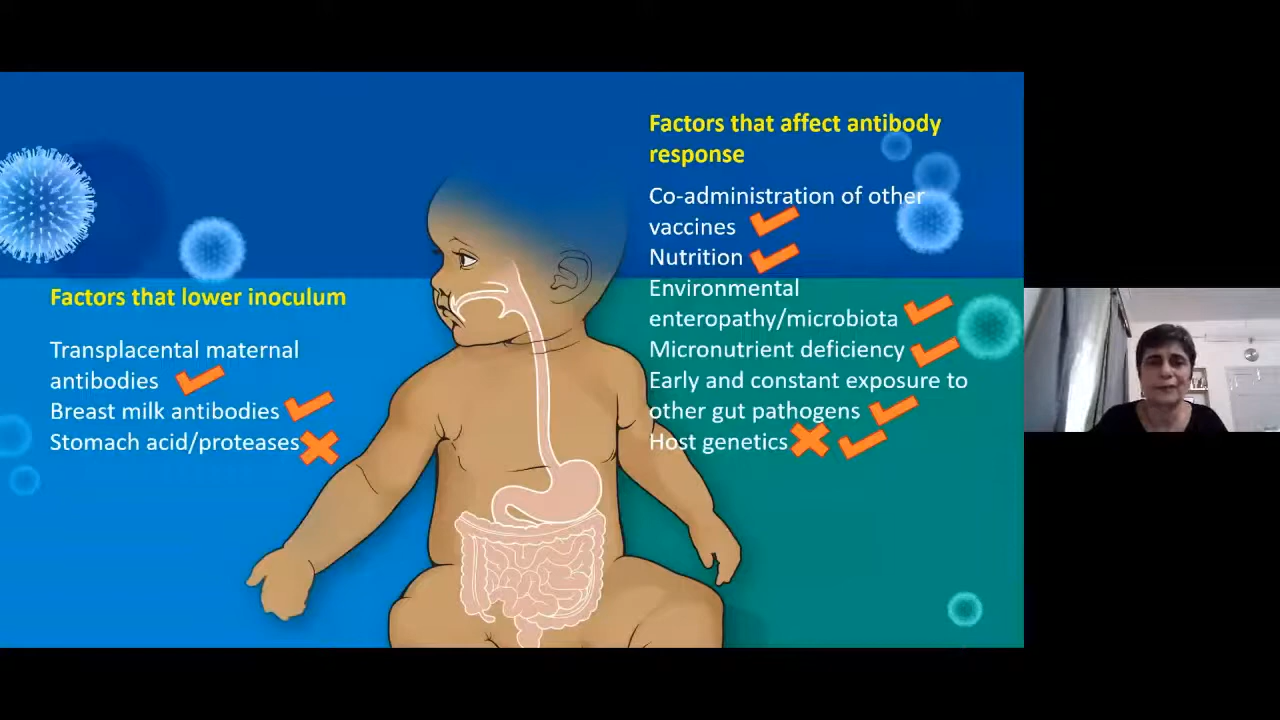 Factors that lower inoculum
Transplacental maternal
antibodies
Breast milk antibodies
Stomach acid/proteases
Factors that affect antibody
response
Co-administration of other
vaccines
Nutrition
Environmental
enteropathy/microbiota
Micronutrient deficiency
Early and constant exposure to
other gut pathogens
Host genetics